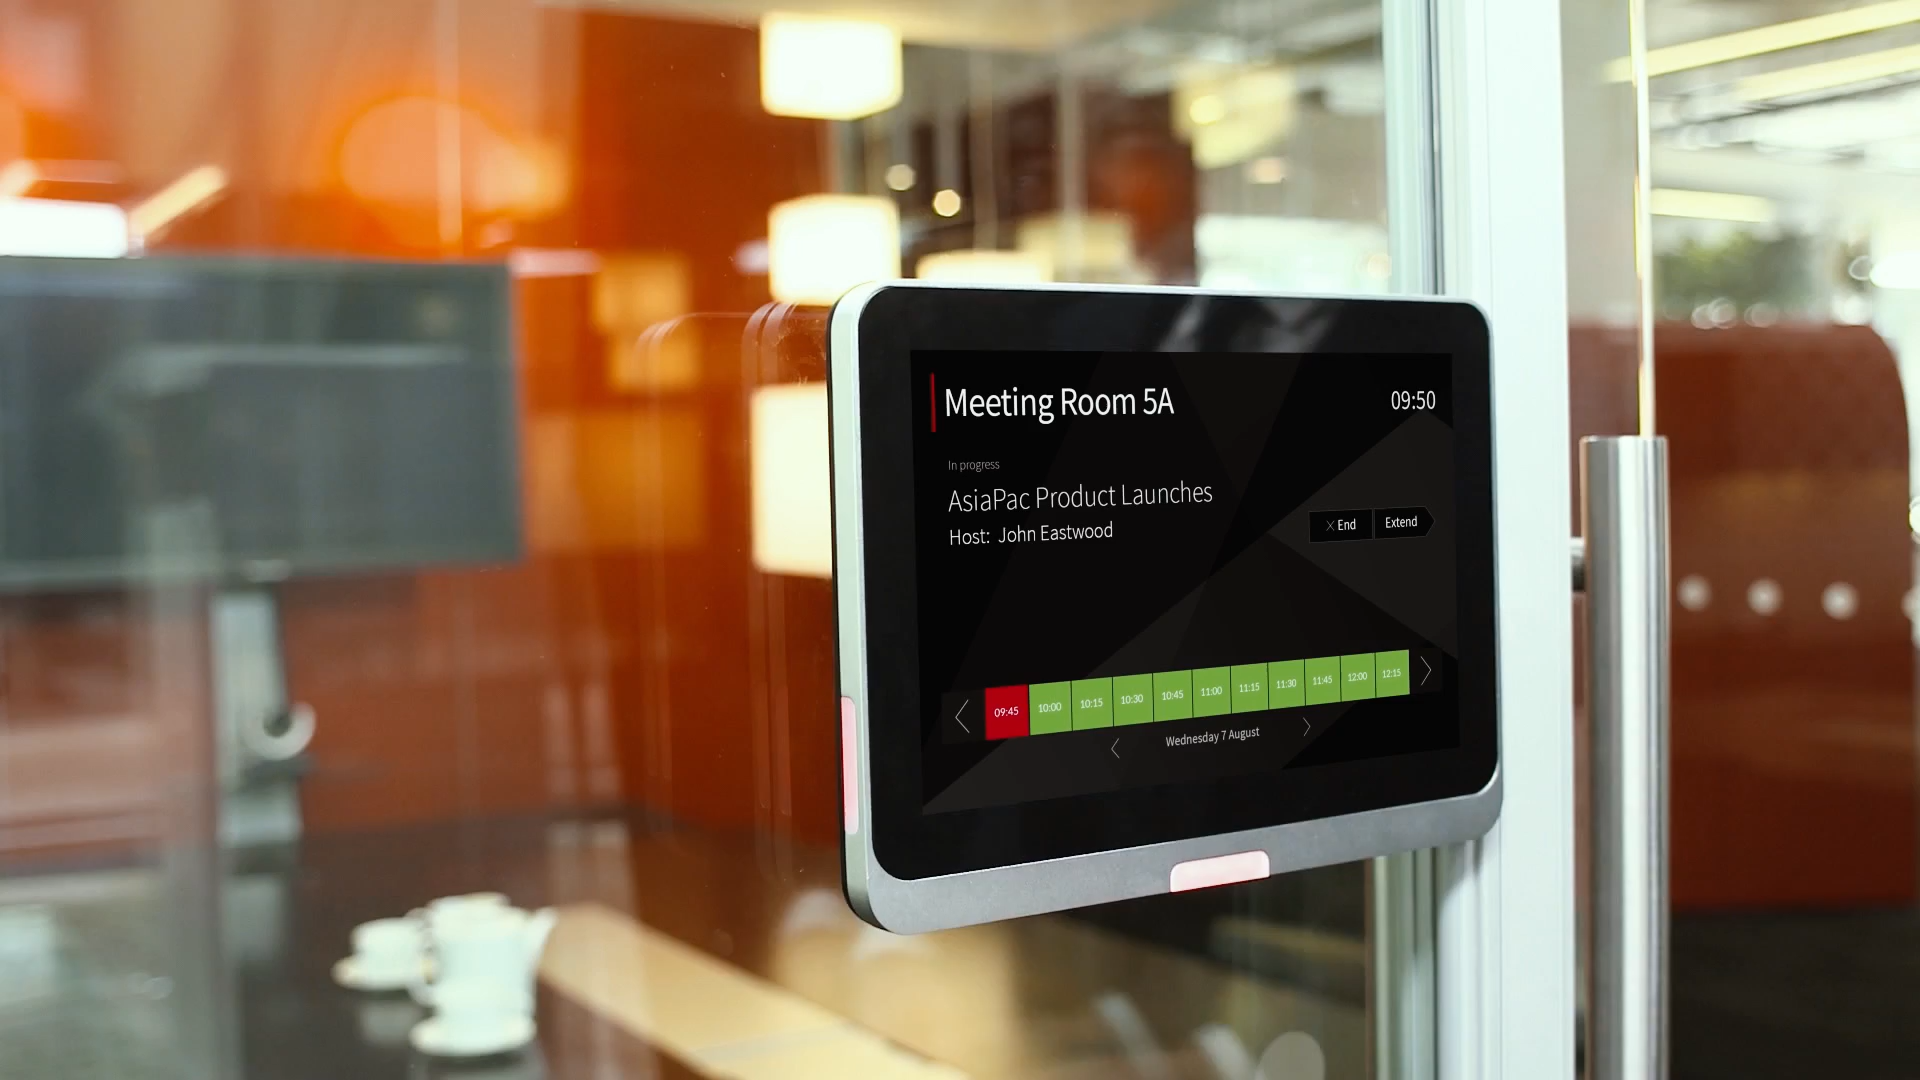 Meeting Room 5A
09:50
In progress
AsiaPac Product Launches
Host: John Eastwood
X End
Extend
09:45 10:00 10:15 10:30 10:45 11:00 11:15 11:30 11:45 12:00 12:15
Wednesday 7 August